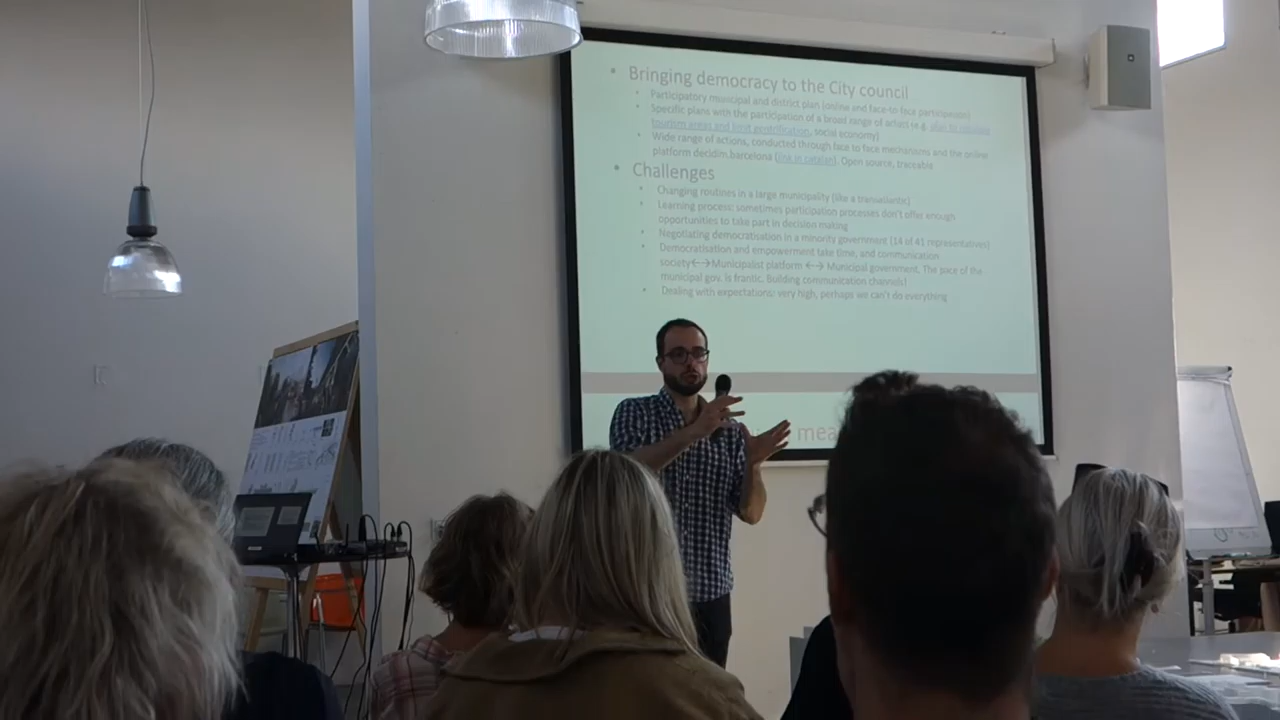 Bringing democracy to the City council
Participatory municipal and district plan (online and face-to-face participation)
Specific plans with the participation of a broad range of actors (e.g. plan to
tourism areas and limit gentrification, social economy)
Wide range of actions, conducted through face to face mechanisms and the online
platform decidim.barcelona (link in catalan). Open source, traceable
Challenges
Changing routines in a large municipality (like a transatlantic)
Learning process: sometimes participation processes don't offer enough
opportunities to take part in decision making
Negotiating democratisation in a minority government (14 of 41 representatives)
Democratisation and empowerment take time, and communication
society<-->Municipalist platform <--> Municipal government. The pace of the
municipal gov. is frantic. Building communication channels!
Dealing with expectations: very high, perhaps we can't do everything